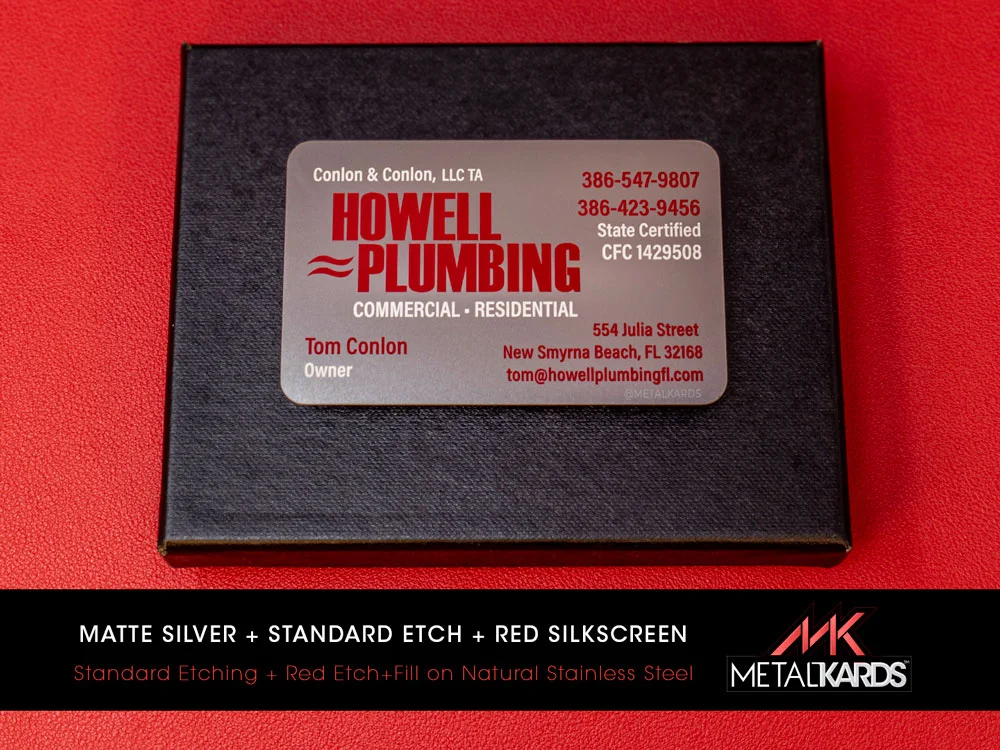 Conlon & Conlon, LLC TA
HOWELL
PLUMBING
COMMERCIAL • RESIDENTIAL
Tom Conlon
Owner
386-547-9807
386-423-9456
State Certified
CFC 1429508
554 Julia Street
New Smyrna Beach, FL 32168
tom@howellplumbingfl.com
@METALKARDS
MATTE SILVER + STANDARD ETCH + RED SILKSCREEN
Standard Etching + Red Etch+Fill on Natural Stainless Steel
MK
METALKARDS